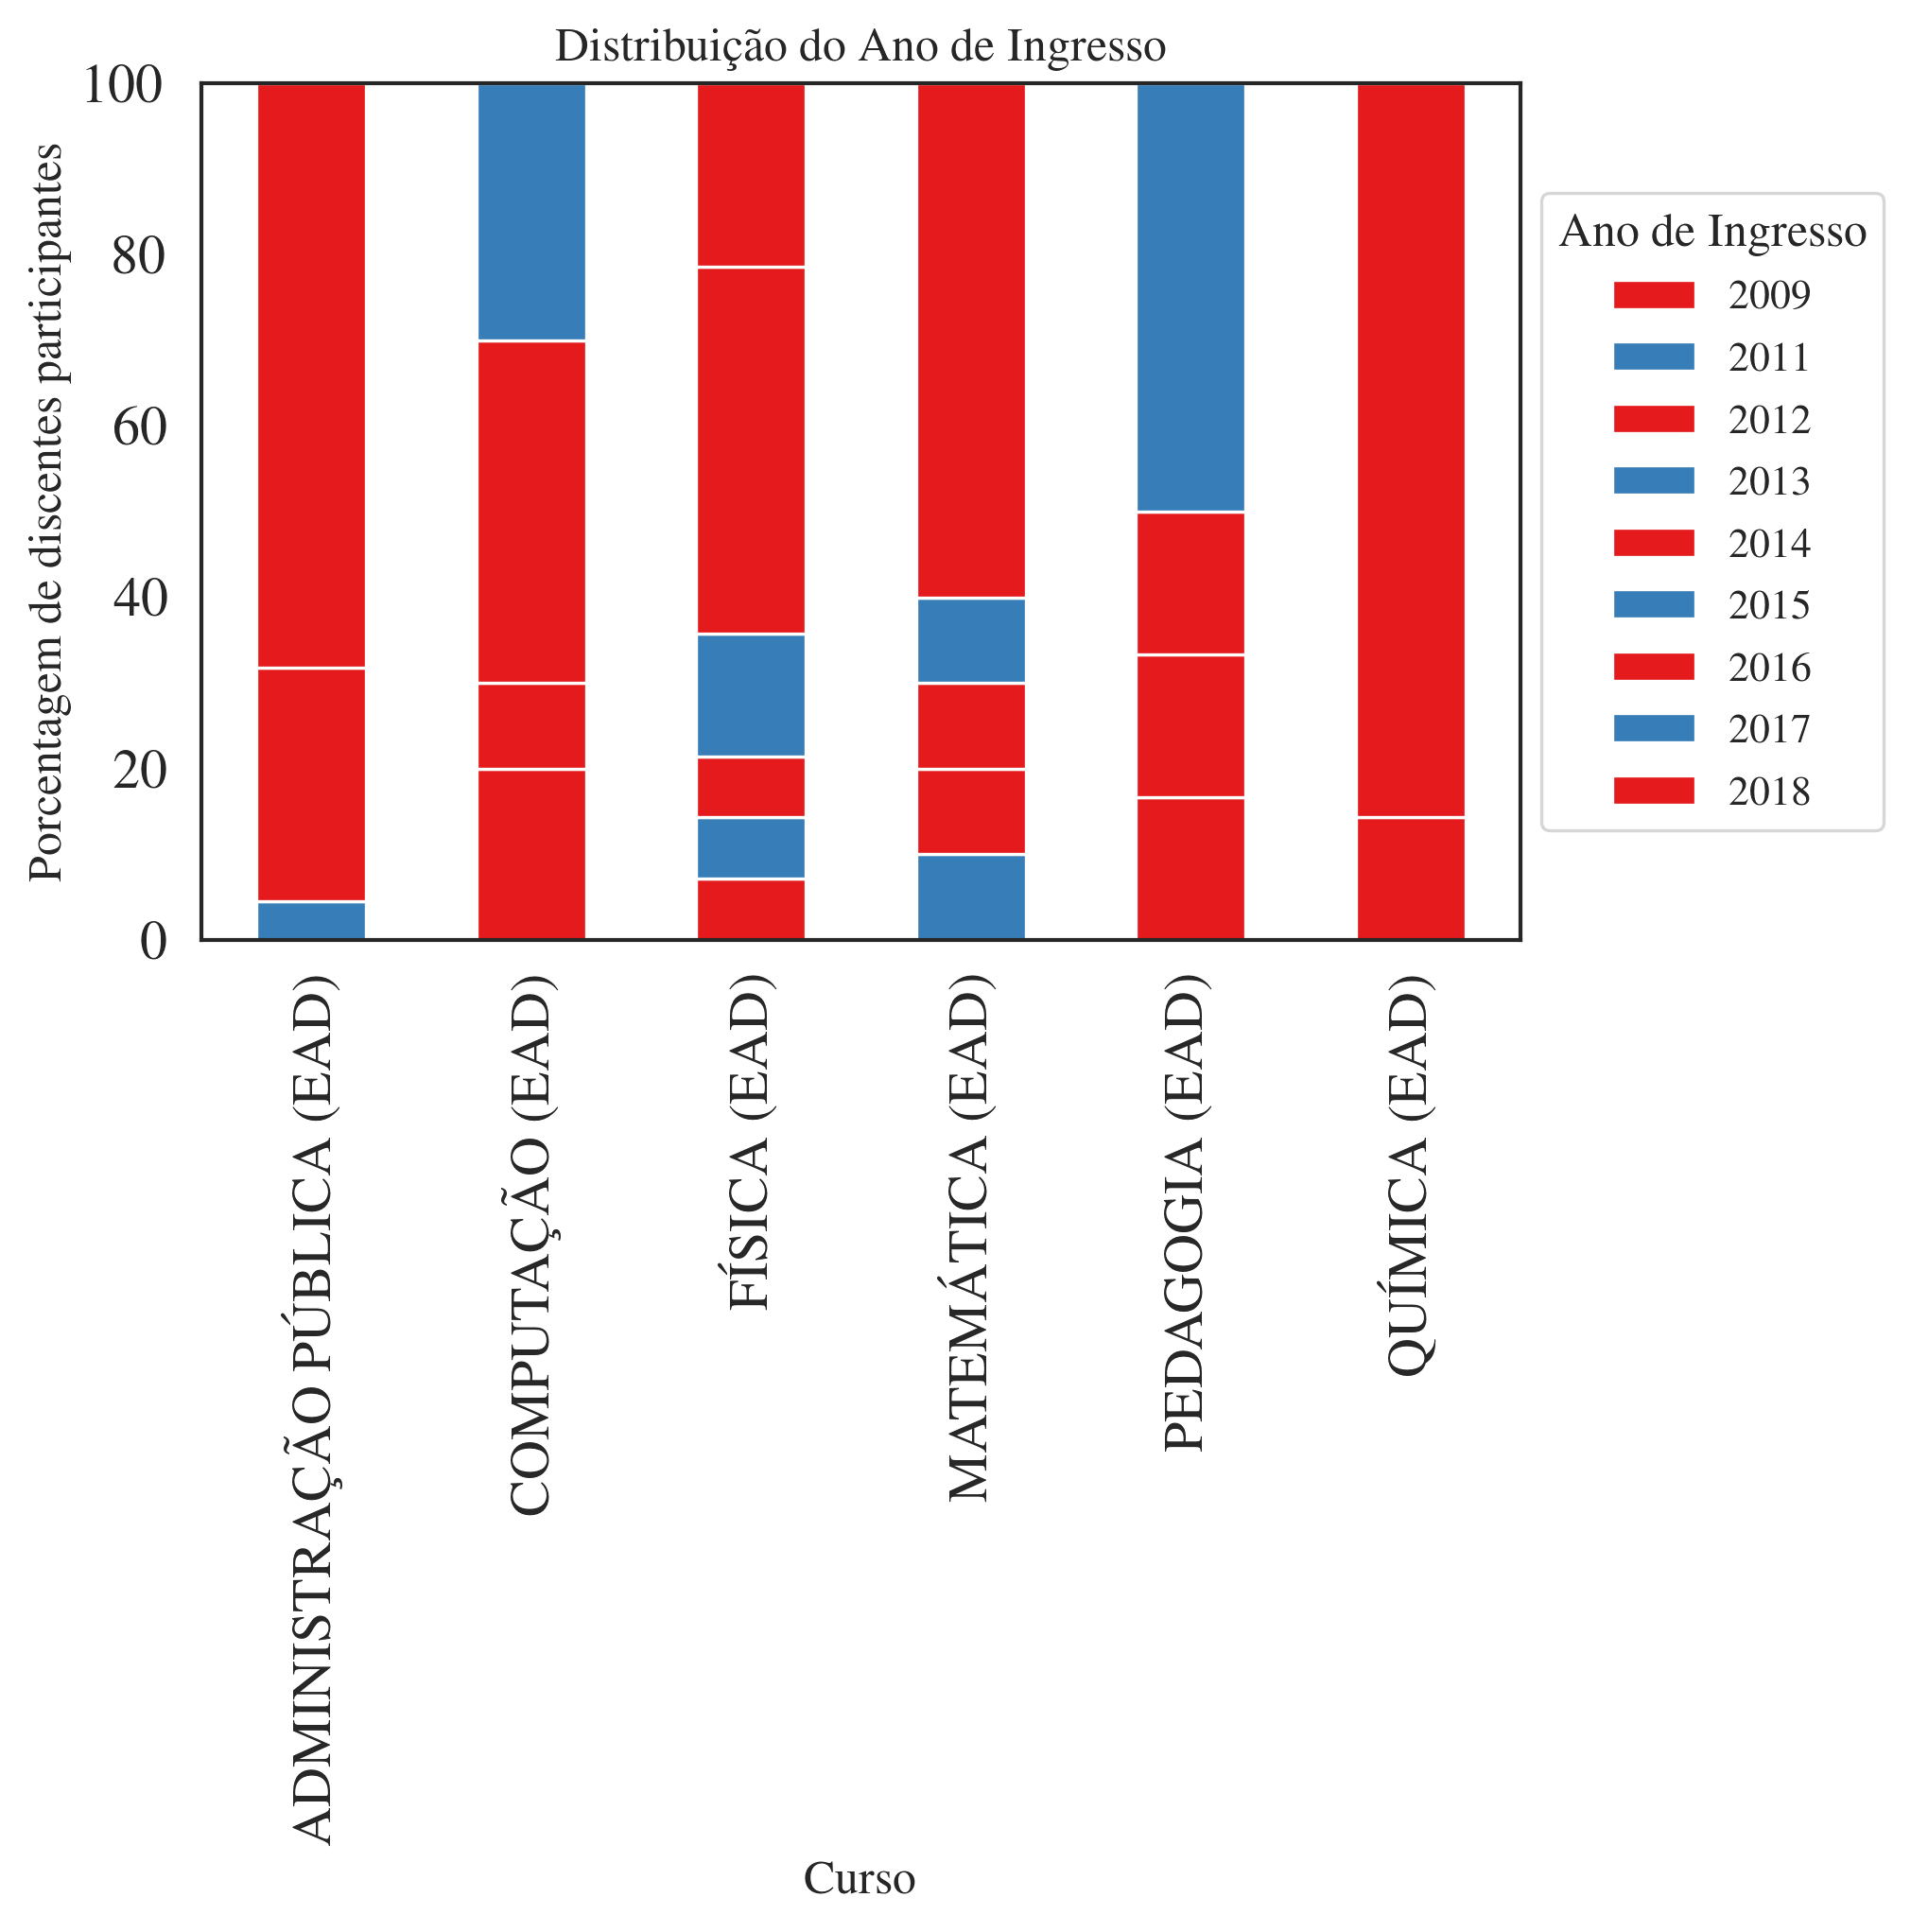 Distribuição do Ano de Ingresso
Porcentagem de discentes participantes
100
80
60
40
20
0
Ano de Ingresso
2009
2011
2012
2013
2014
2015
2016
2017
2018
ADMINISTRAÇÃO PÚBLICA (EAD)
COMPUTAÇÃO (EAD)
FÍSICA (EAD)
MATEMÁTICA (EAD)
PEDAGOGIA (EAD)
QUÍMICA (EAD)
Curso